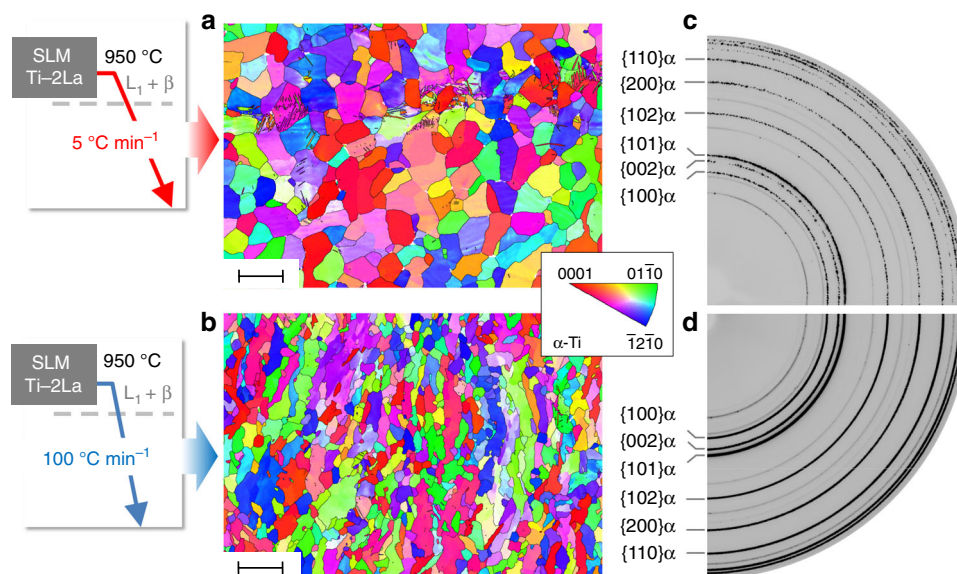 a
SLM
Ti–2La
950 °C
L₁ + β
5 °C min⁻¹
c
{110}α
{200}α
{102}α
{101}α
{002}α
{100}α
0001
011̅0
α-Ti
1̅21̅0
b
SLM
Ti–2La
950 °C
L₁ + β
100 °C min⁻¹
d
{100}α
{002}α
{101}α
{102}α
{200}α
{110}α